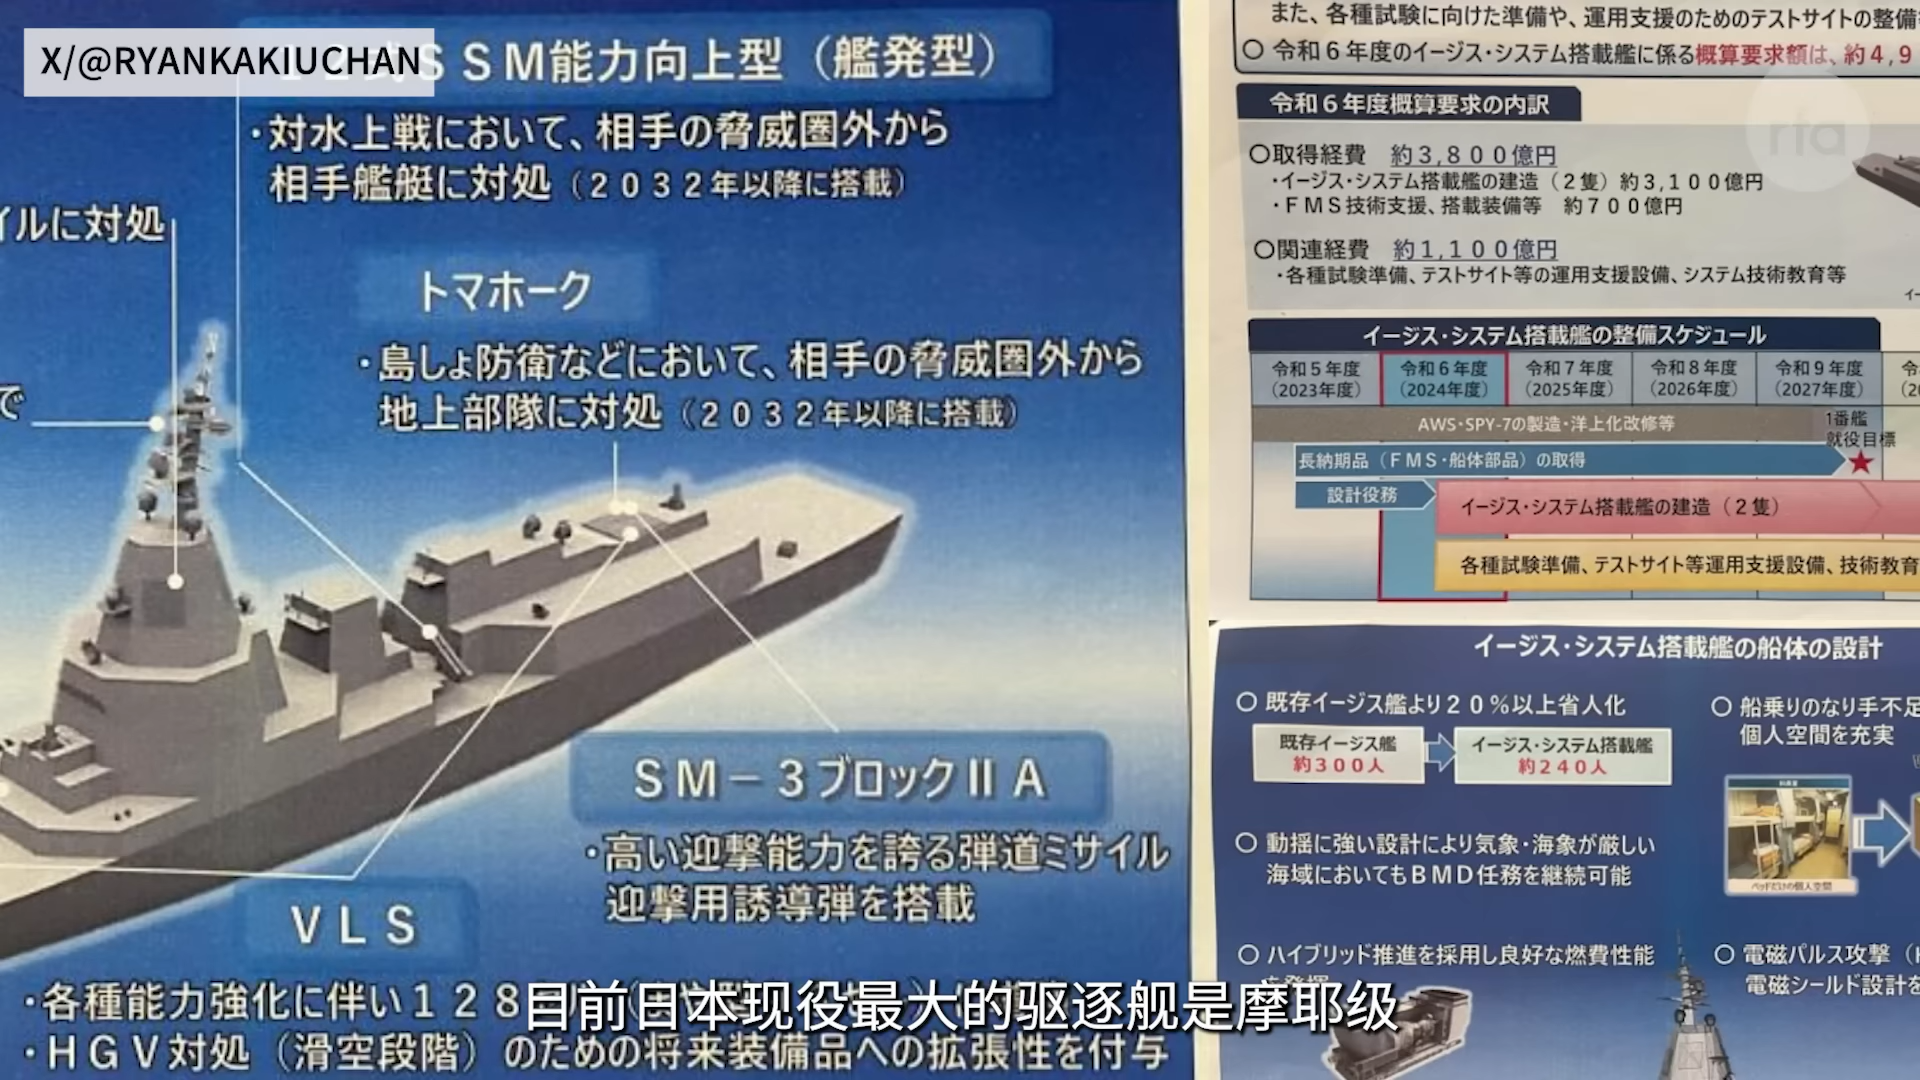 X/@RYANKAKIUCHAN
SSM能力向上型（艦発型）
・対水上戦において、相手の脅威圏外から
相手艦艇に対処（2032年以降に搭載）
イルに対処
トマホーク
・島しょ防衛などにおいて、相手の脅威圏外から
地上部隊に対処（2032年以降に搭載）
で
SM－3ブロックⅡA
・高い迎撃能力を誇る弾道ミサイル
迎撃用誘導弾を搭載
VLS
・各種能力強化に伴い128
・HGV対処（滑空段階）のための将来装備品への拡張性を付与
また、各種試験に向けた準備や、運用支援のためのテストサイトの整備
○ 令和6年度のイージス・システム搭載艦に係る概算要求額は、約4,9
rfa
令和6年度概算要求の内訳
○取得経費 約3,800億円
・イージス・システム搭載艦の建造（2隻）約3,100億円
・FMS技術支援、搭載装備等 約700億円
○関連経費 約1,100億円
・各種試験準備、テストサイト等の運用支援設備、システム技術教育等
イー
イージス・システム搭載艦の整備スケジュール
令和5年度 令和6年度 令和7年度 令和8年度 令和9年度 令
（2023年度） （2024年度） （2025年度） （2026年度） （2027年度） （20
AWS・SPY-7の製造・洋上化改修等
1番艦
就役目標
長納期品（FMS・船体部品）の取得
設計役務
イージス・システム搭載艦の建造（2隻）
各種試験準備、テストサイト等運用支援設備、技術教育
イージス・システム搭載艦の船体の設計
○ 既存イージス艦より20%以上省人化
既存イージス艦
約300人
イージス・システム搭載艦
約240人
○ 動揺に強い設計により気象・海象が厳しい
海域においてもBMD任務を継続可能
○ ハイブリッド推進を採用し良好な燃費性能
を発揮
○ 船乗りのなり手不足
個人空間を充実
ベッドだけの個人空間
○ 電磁パルス攻撃（H
電磁シールド設計を
目前日本现役最大的驱逐舰是摩耶级